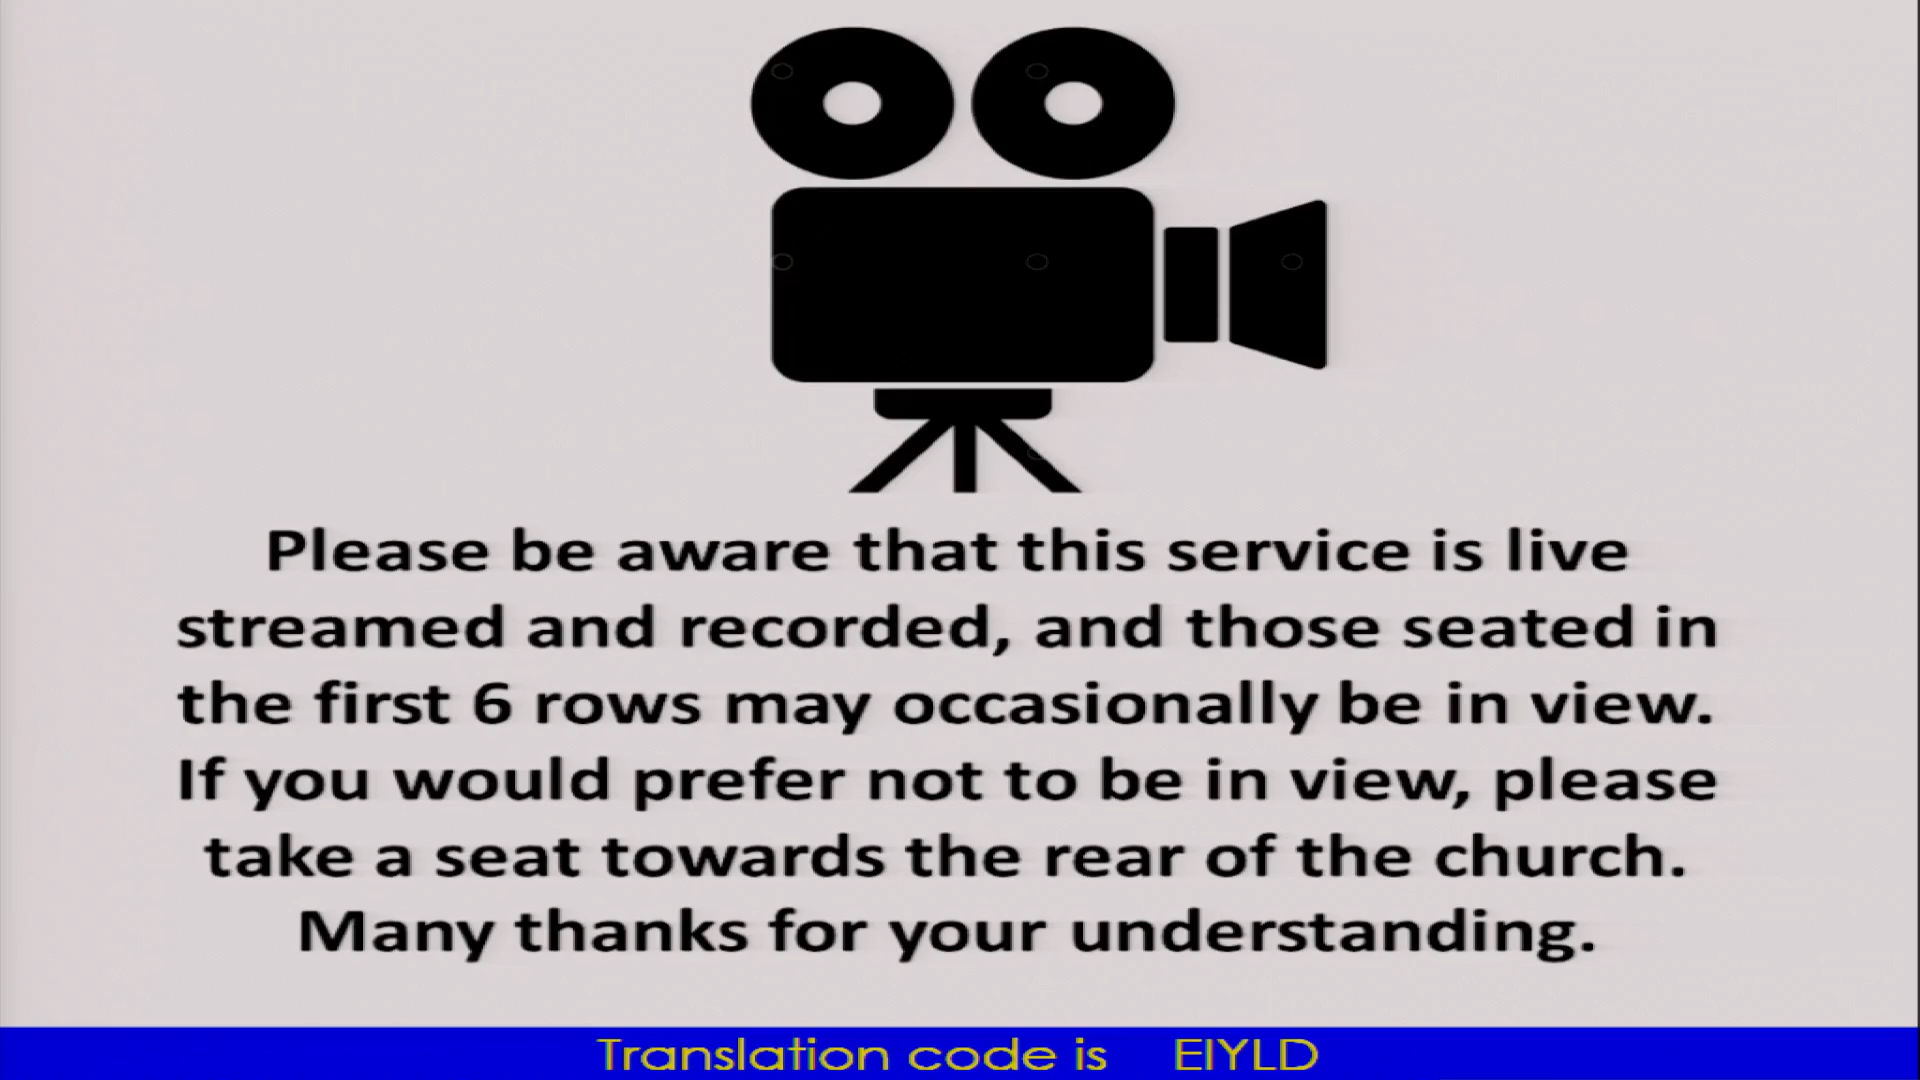 Please be aware that this service is live
streamed and recorded, and those seated in
the first 6 rows may occasionally be in view.
If you would prefer not to be in view, please
take a seat towards the rear of the church.
Many thanks for your understanding.
Translation code is EIYLD